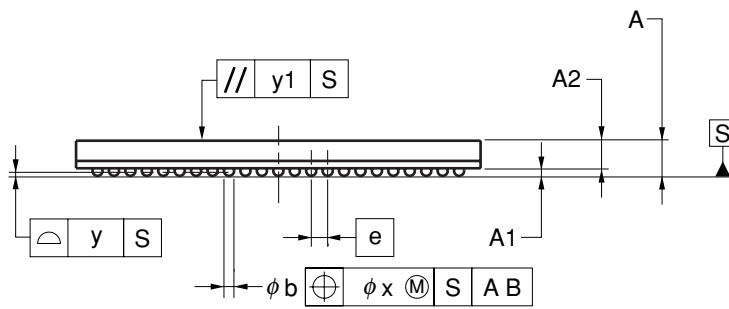 A
// y1 S
A2
S
y S
e
A1
φ b ⌖ φ x Ⓜ S A B